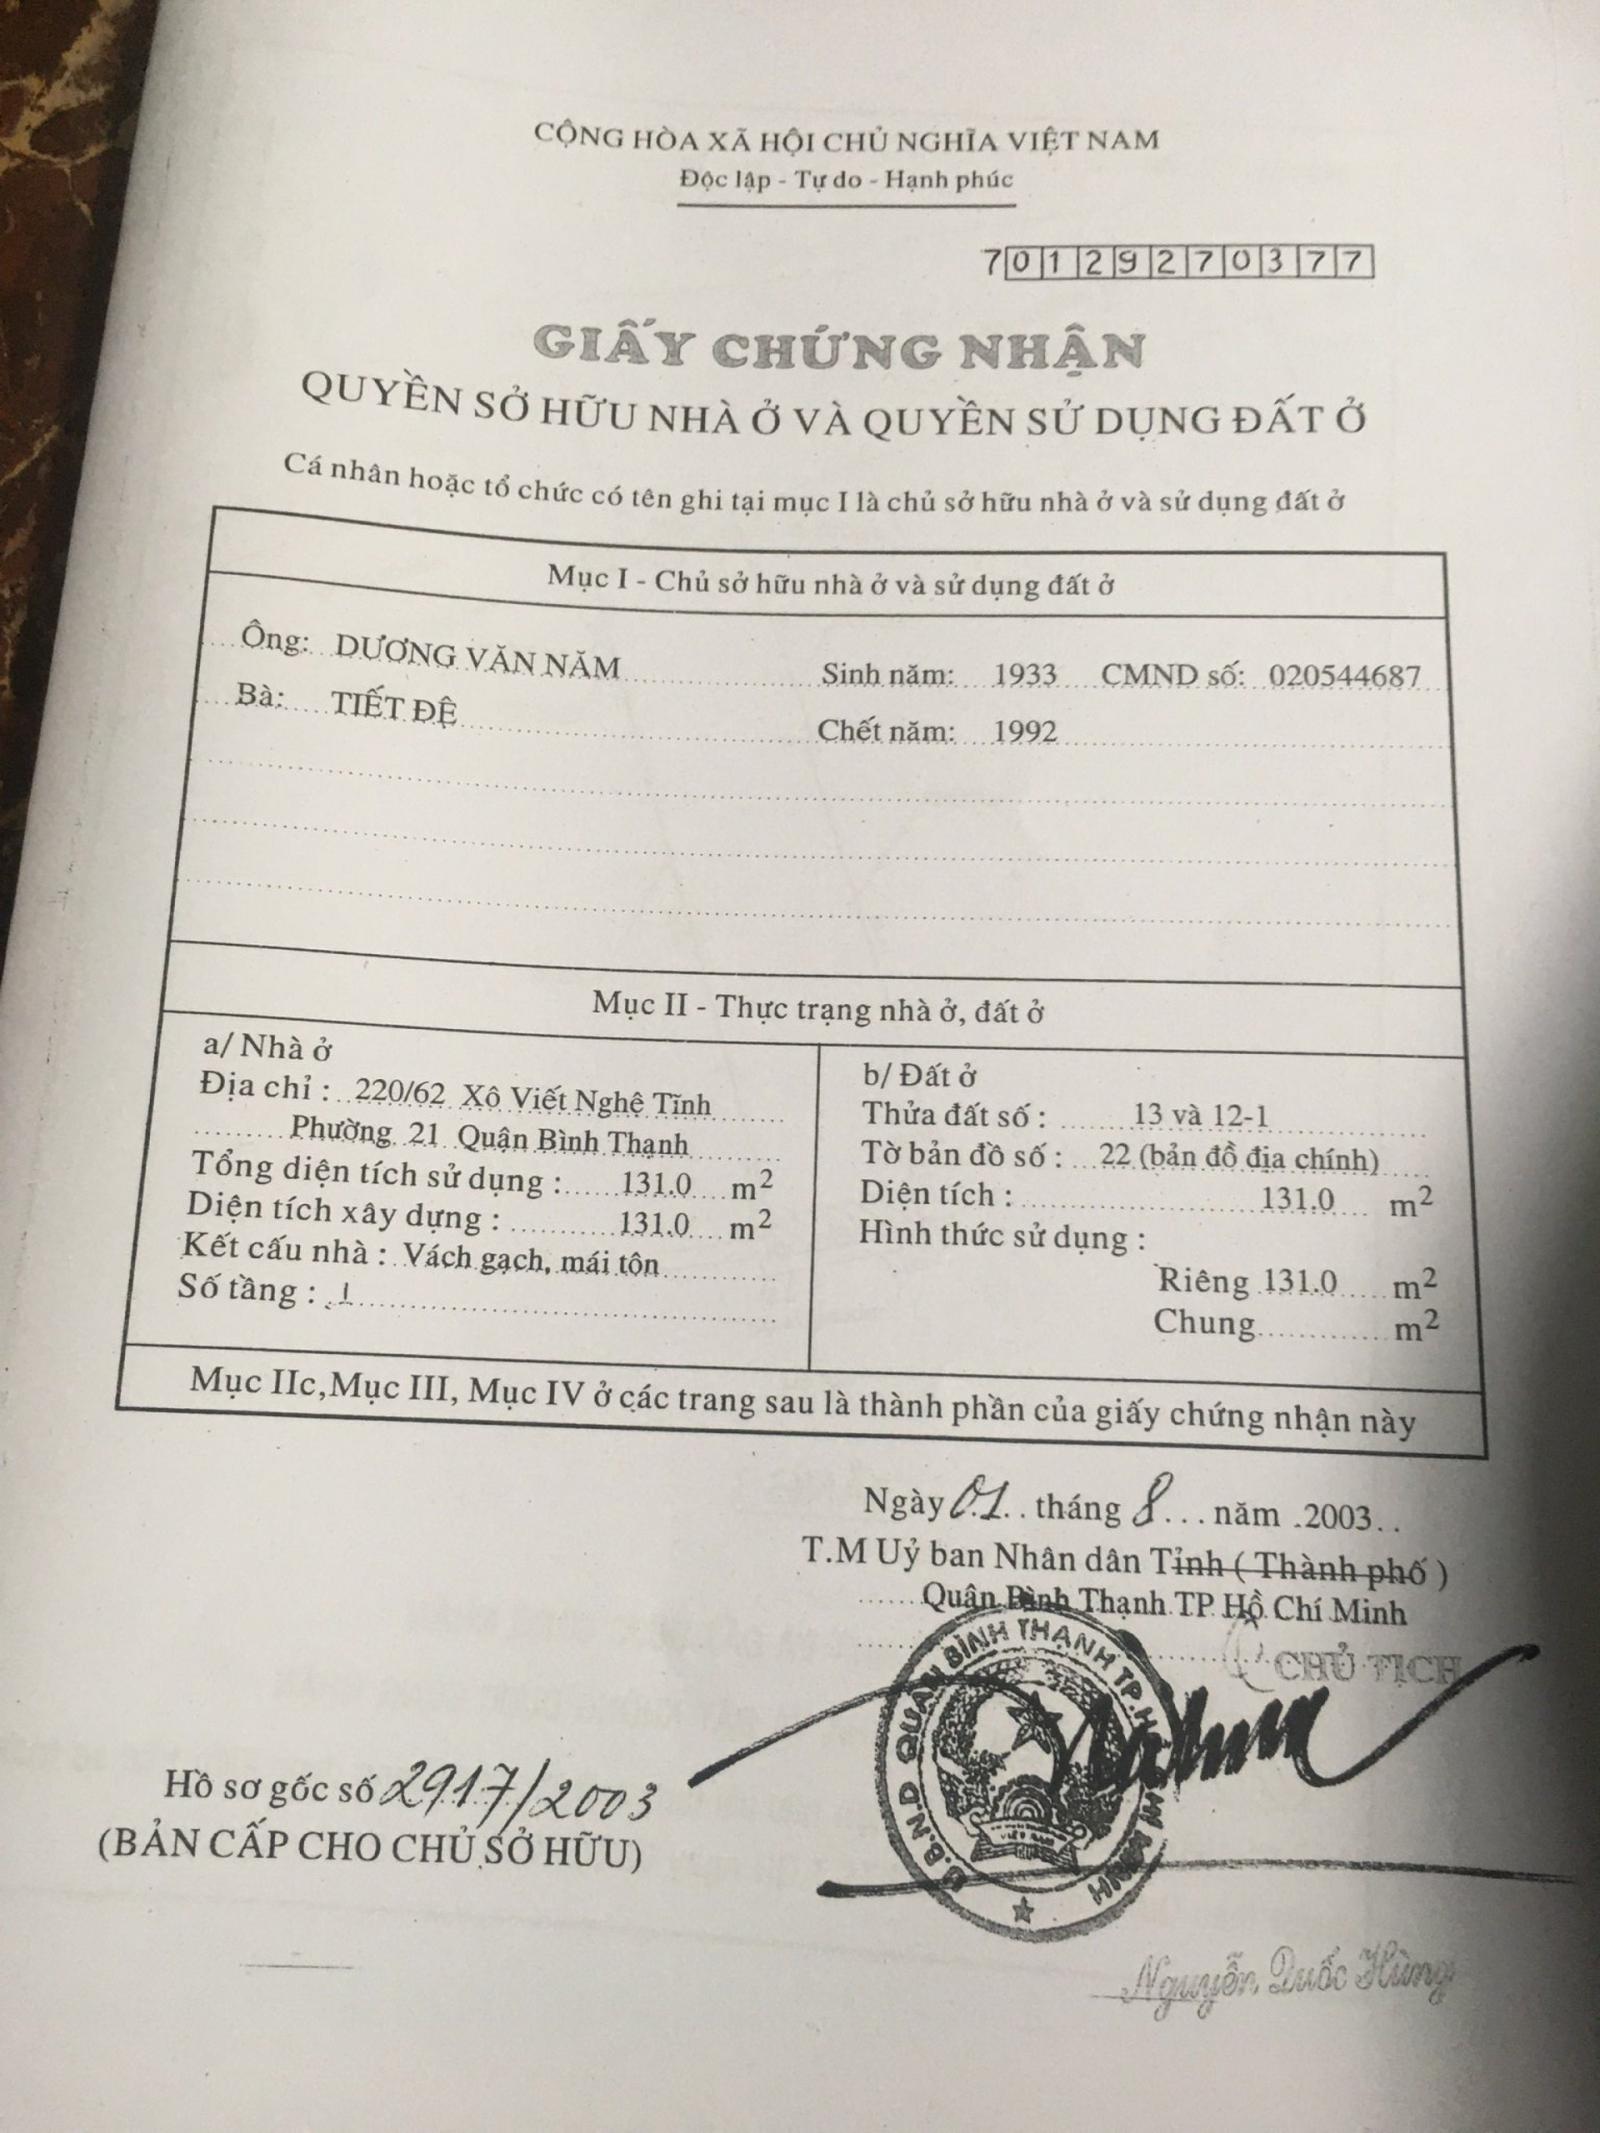 CỘNG HÒA XÃ HỘI CHỦ NGHĨA VIỆT NAM
Độc lập - Tự do - Hạnh phúc
70129270377
GIẤY CHỨNG NHẬN
QUYỀN SỞ HỮU NHÀ Ở VÀ QUYỀN SỬ DỤNG ĐẤT Ở
Cá nhân hoặc tổ chức có tên ghi tại mục I là chủ sở hữu nhà ở và sử dụng đất ở
Mục I - Chủ sở hữu nhà ở và sử dụng đất ở
Ông: DƯƠNG VĂN NĂM Sinh năm: 1933 CMND số: 020544687
Bà: TIẾT ĐỆ Chết năm: 1992
Mục II - Thực trạng nhà ở, đất ở
a/ Nhà ở
Địa chỉ : 220/62 Xô Viết Nghệ Tĩnh
Phường 21 Quận Bình Thạnh
Tổng diện tích sử dụng : 131.0 m2
Diện tích xây dựng : 131.0 m2
Kết cấu nhà : Vách gạch, mái tôn
Số tầng : 1
b/ Đất ở
Thửa đất số : 13 và 12-1
Tờ bản đồ số : 22 (bản đồ địa chính)
Diện tích : 131.0 m2
Hình thức sử dụng :
Riêng 131.0 m2
Chung m2
Mục IIc, Mục III, Mục IV ở các trang sau là thành phần của giấy chứng nhận này
Ngày 01 tháng 8 năm 2003
T.M Uỷ ban Nhân dân Tỉnh ( Thành phố )
Quận Bình Thạnh TP Hồ Chí Minh
CHỦ TỊCH
U.B.N.D QUẬN BÌNH THẠNH TP. HỒ CHÍ MINH
VIỆT NAM
Hồ sơ gốc số 2917/2003
(BẢN CẤP CHO CHỦ SỞ HỮU)
Nguyễn Quốc Hùng